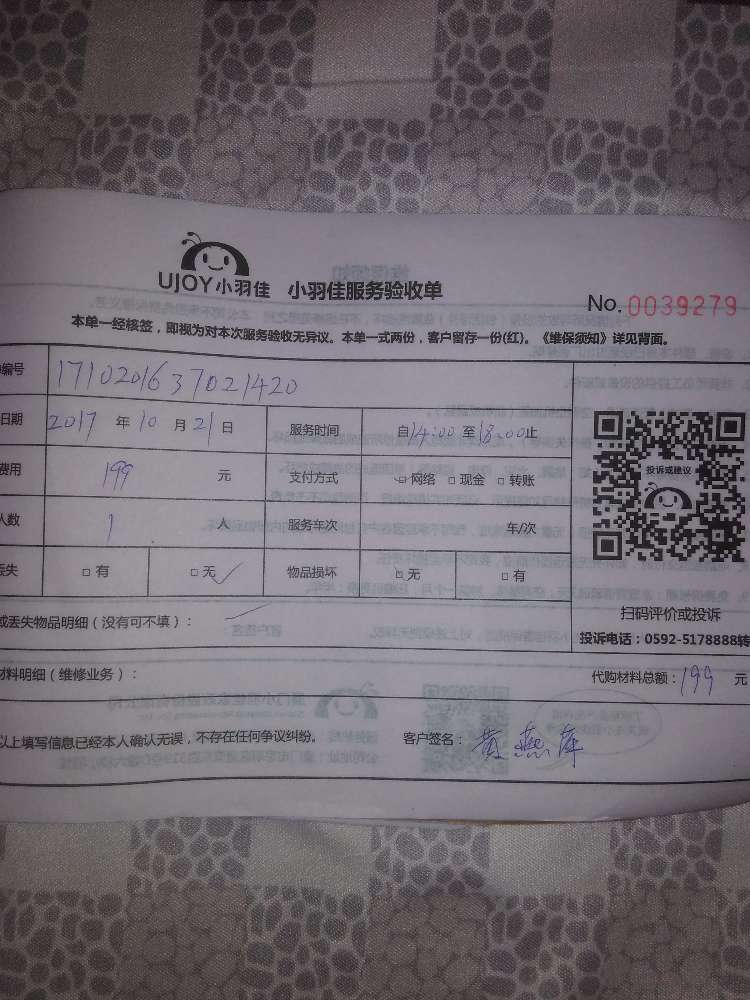 UJOY小羽佳 小羽佳服务验收单
No. 0039279
本单一经核签，即视为对本次服务验收无异议。本单一式两份，客户留存一份(红)。《维保须知》详见背面。
编号 1710201637021420
日期 2017 年 10 月 21 日 服务时间 自14:00至18:00止
费用 199 元 支付方式 □网络 □现金 □转账
人数 1 人 服务车次 车/次
丢失 □有 □无 物品损坏 □无 □有
投诉或建议
扫码评价或投诉
投诉电话：0592-5178888转
或丢失物品明细（没有可不填）：
材料明细（维修业务）： 代购材料总额：199 元
以上填写信息已经本人确认无误，不存在任何争议纠纷。 客户签名：黄燕萍